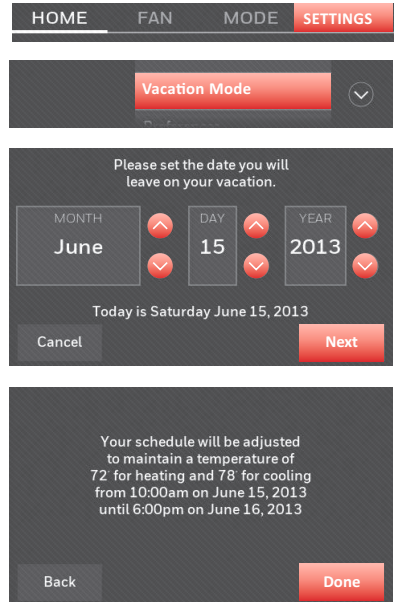 HOME FAN MODE SETTINGS
Vacation Mode
Please set the date you will
leave on your vacation.
MONTH DAY YEAR
June 15 2013
Today is Saturday June 15, 2013
Cancel Next
Your schedule will be adjusted
to maintain a temperature of
72° for heating and 78° for cooling
from 10:00am on June 15, 2013
until 6:00pm on June 16, 2013
Back Done